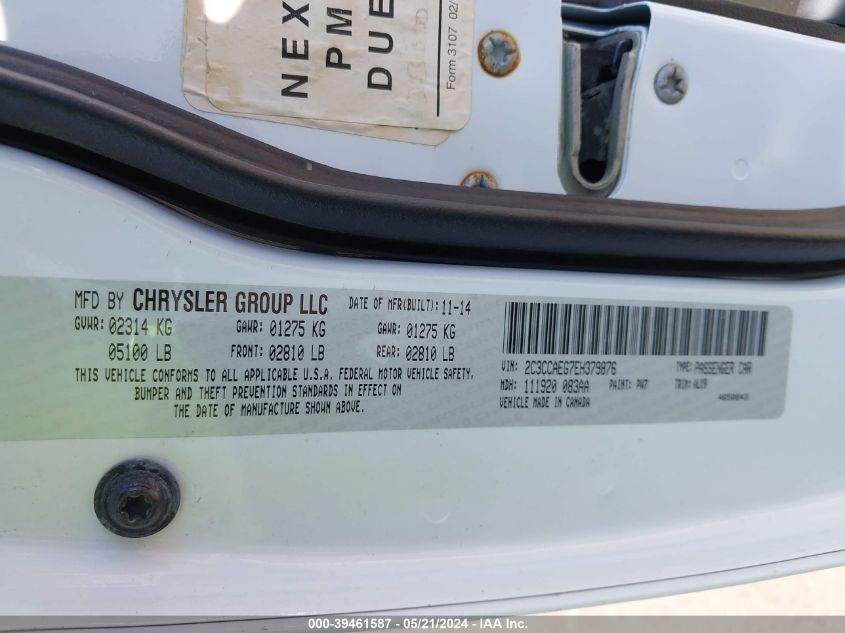 NEX
PM
DUE
Form 3107 02/
MFD BY CHRYSLER GROUP LLC
DATE OF MFR(BUILT): 11-14
GVWR: 02314 KG
GAWR: 01275 KG
GAWR: 01275 KG
05100 LB
FRONT: 02810 LB
REAR: 02810 LB
THIS VEHICLE CONFORMS TO ALL APPLICABLE U.S.A. FEDERAL MOTOR VEHICLE SAFETY,
BUMPER AND THEFT PREVENTION STANDARDS IN EFFECT ON
THE DATE OF MANUFACTURE SHOWN ABOVE.
VIN: 2C3CCAEG7EH379876
TYPE: PASSENGER CAR
MDH: 111920 083AA
PAINT: PW7
TRIM: ALX9
VEHICLE MADE IN CANADA
000-39461587 - 05/21/2024 - IAA Inc.